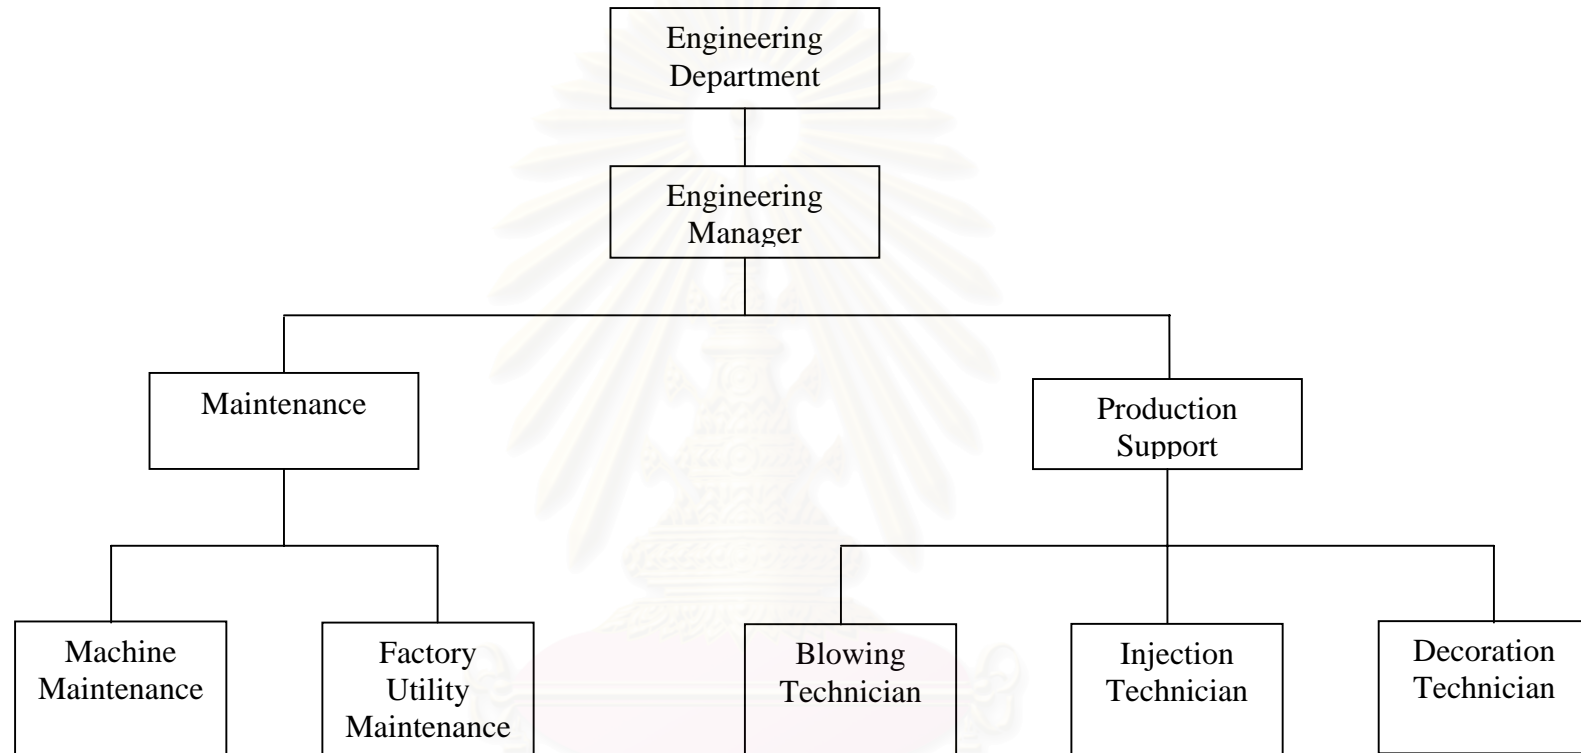 Engineering
Department
Engineering
Manager
Maintenance
Production
Support
Machine
Maintenance
Factory
Utility
Maintenance
Blowing
Technician
Injection
Technician
Decoration
Technician